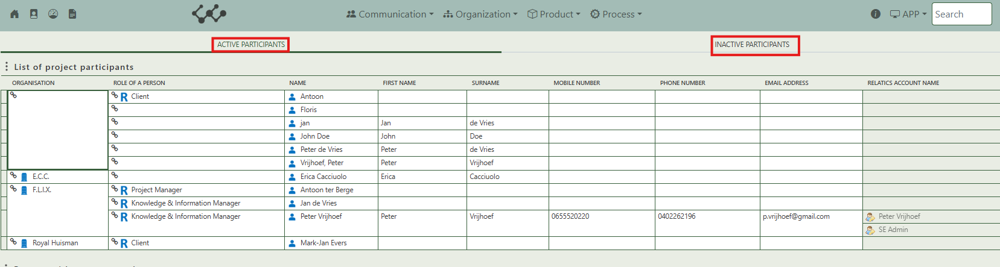 Communication Organization Product Process APP Search
ACTIVE PARTICIPANTS INACTIVE PARTICIPANTS
List of project participants
ORGANISATION ROLE OF A PERSON NAME FIRST NAME SURNAME MOBILE NUMBER PHONE NUMBER EMAIL ADDRESS RELATICS ACCOUNT NAME
R Client Antoon
Floris
jan Jan de Vries
John Doe John Doe
Peter de Vries Peter de Vries
Vrijhoef, Peter Peter Vrijhoef
E.C.C. Erica Cacciuolo Erica Cacciuolo
F.L.I.X. R Project Manager Antoon ter Berge
R Knowledge & Information Manager Jan de Vries
R Knowledge & Information Manager Peter Vrijhoef Peter Vrijhoef 0655520220 0402262196 p.vrijhoef@gmail.com Peter Vrijhoef
SE Admin
Royal Huisman R Client Mark-Jan Evers